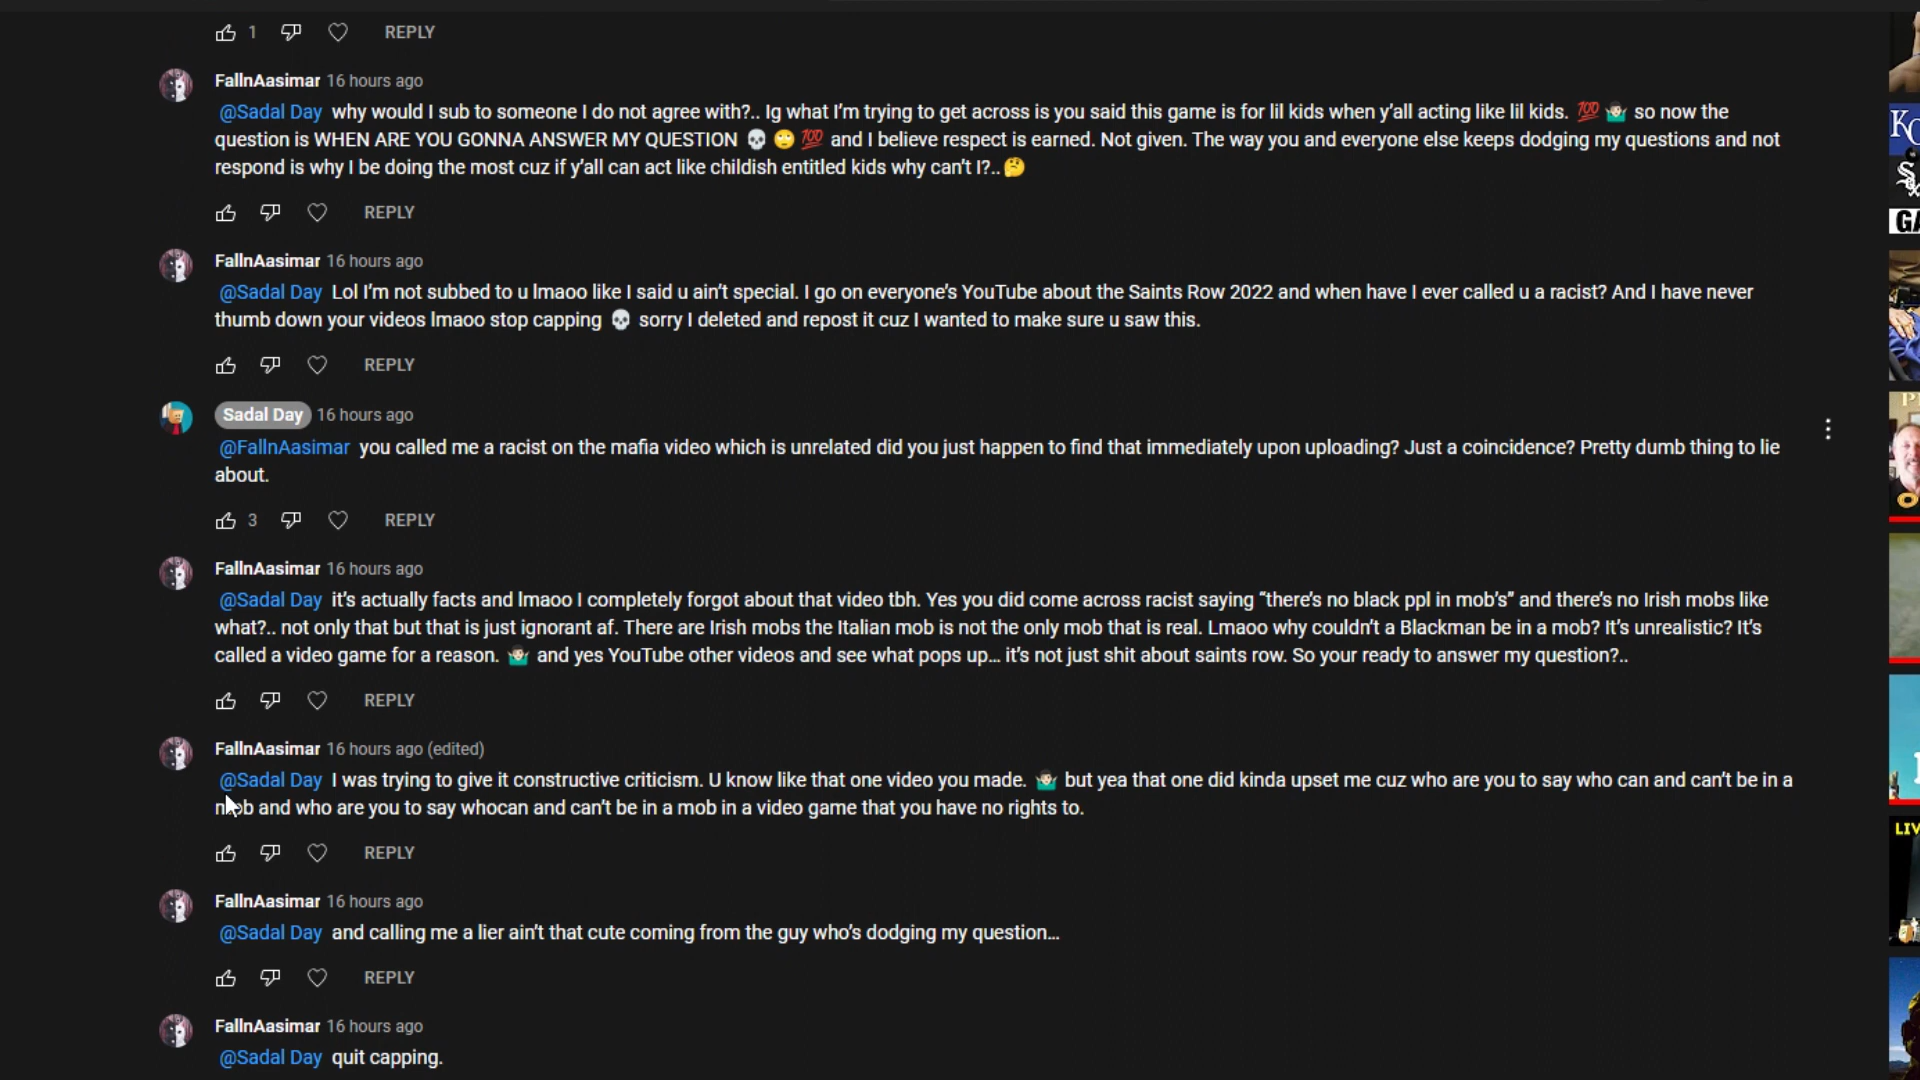 1 REPLY
FallnAasimar 16 hours ago
@Sadal Day why would I sub to someone I do not agree with?.. Ig what I'm trying to get across is you said this game is for lil kids when y'all acting like lil kids. 💯 🤷🏻‍♂️ so now the
question is WHEN ARE YOU GONNA ANSWER MY QUESTION 💀 🙄 💯 and I believe respect is earned. Not given. The way you and everyone else keeps dodging my questions and not
respond is why I be doing the most cuz if y'all can act like childish entitled kids why can't I?.. 🤔
REPLY
FallnAasimar 16 hours ago
@Sadal Day Lol I'm not subbed to u lmaoo like I said u ain't special. I go on everyone's YouTube about the Saints Row 2022 and when have I ever called u a racist? And I have never
thumb down your videos lmaoo stop capping 💀 sorry I deleted and repost it cuz I wanted to make sure u saw this.
REPLY
Sadal Day 16 hours ago
@FallnAasimar you called me a racist on the mafia video which is unrelated did you just happen to find that immediately upon uploading? Just a coincidence? Pretty dumb thing to lie
about.
3 REPLY
FallnAasimar 16 hours ago
@Sadal Day it's actually facts and lmaoo I completely forgot about that video tbh. Yes you did come across racist saying “there's no black ppl in mob's” and there's no Irish mobs like
what?.. not only that but that is just ignorant af. There are Irish mobs the Italian mob is not the only mob that is real. Lmaoo why couldn't a Blackman be in a mob? It's unrealistic? It's
called a video game for a reason. 🤷🏻‍♂️ and yes YouTube other videos and see what pops up... it's not just shit about saints row. So your ready to answer my question?..
REPLY
FallnAasimar 16 hours ago (edited)
@Sadal Day I was trying to give it constructive criticism. U know like that one video you made. 🤷🏻‍♂️ but yea that one did kinda upset me cuz who are you to say who can and can't be in a
mob and who are you to say whocan and can't be in a mob in a video game that you have no rights to.
REPLY
FallnAasimar 16 hours ago
@Sadal Day and calling me a lier ain't that cute coming from the guy who's dodging my question...
REPLY
FallnAasimar 16 hours ago
@Sadal Day quit capping.